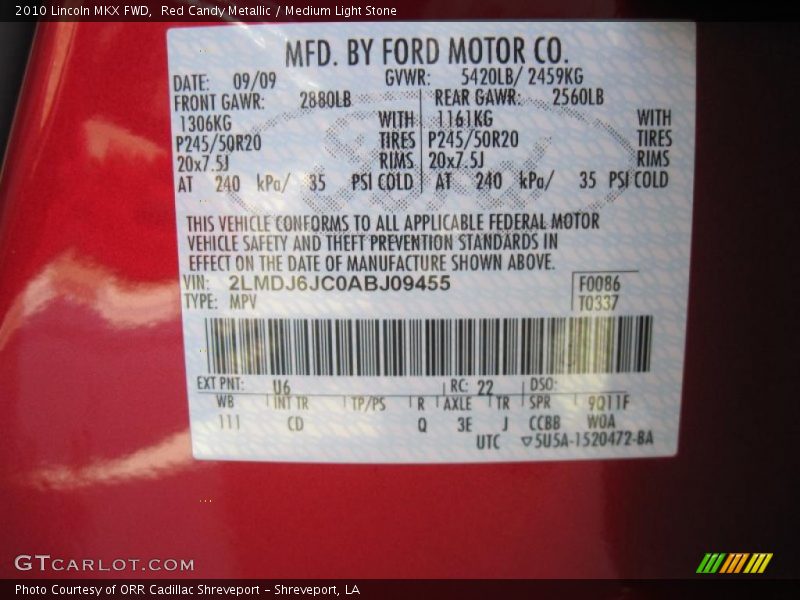 2010 Lincoln MKX FWD,  Red Candy Metallic / Medium Light Stone
MFD. BY FORD MOTOR CO.
DATE: 09/09 GVWR: 5420LB/ 2459KG
FRONT GAWR: 2880LB REAR GAWR: 2560LB
1306KG WITH 1161KG WITH
P245/50R20 TIRES P245/50R20 TIRES
20x7.5J RIMS 20x7.5J RIMS
AT 240 kPa/ 35 PSI COLD AT 240 kPa/ 35 PSI COLD
THIS VEHICLE CONFORMS TO ALL APPLICABLE FEDERAL MOTOR
VEHICLE SAFETY AND THEFT PREVENTION STANDARDS IN
EFFECT ON THE DATE OF MANUFACTURE SHOWN ABOVE.
VIN: 2LMDJ6JC0ABJ09455 F0086
TYPE: MPV T0337
EXT PNT: U6 RC: 22 DSO:
WB INT TR TP/PS R AXLE TR SPR 9Q11F
111 CD Q 3E J CCBB WOA
UTC ▽5U5A-1520472-BA
GTCARLOT.COM
Photo Courtesy of ORR Cadillac Shreveport - Shreveport, LA